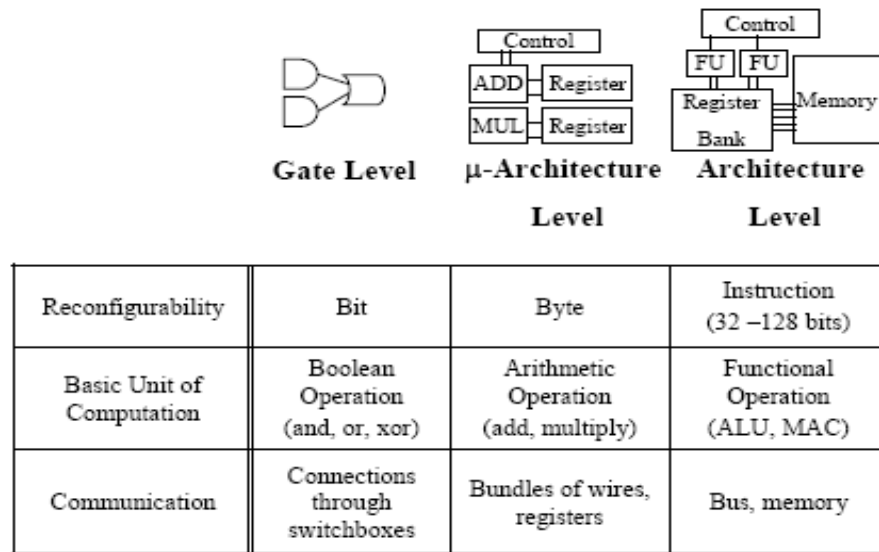 Control
ADD Register
MUL Register
Control
FU FU
Register
Bank
Memory
Gate Level
μ-Architecture
Level
Architecture
Level
Reconfigurability
Bit
Byte
Instruction
(32 –128 bits)
Basic Unit of
Computation
Boolean
Operation
(and, or, xor)
Arithmetic
Operation
(add, multiply)
Functional
Operation
(ALU, MAC)
Communication
Connections
through
switchboxes
Bundles of wires,
registers
Bus, memory